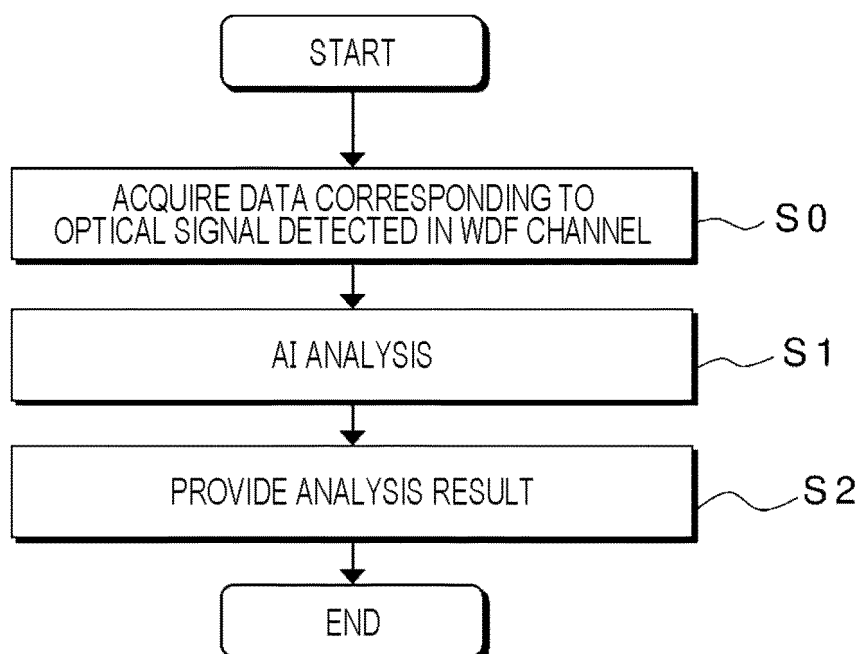 START
ACQUIRE DATA CORRESPONDING TO
OPTICAL SIGNAL DETECTED IN WDF CHANNEL
S0
AI ANALYSIS
S1
PROVIDE ANALYSIS RESULT
S2
END